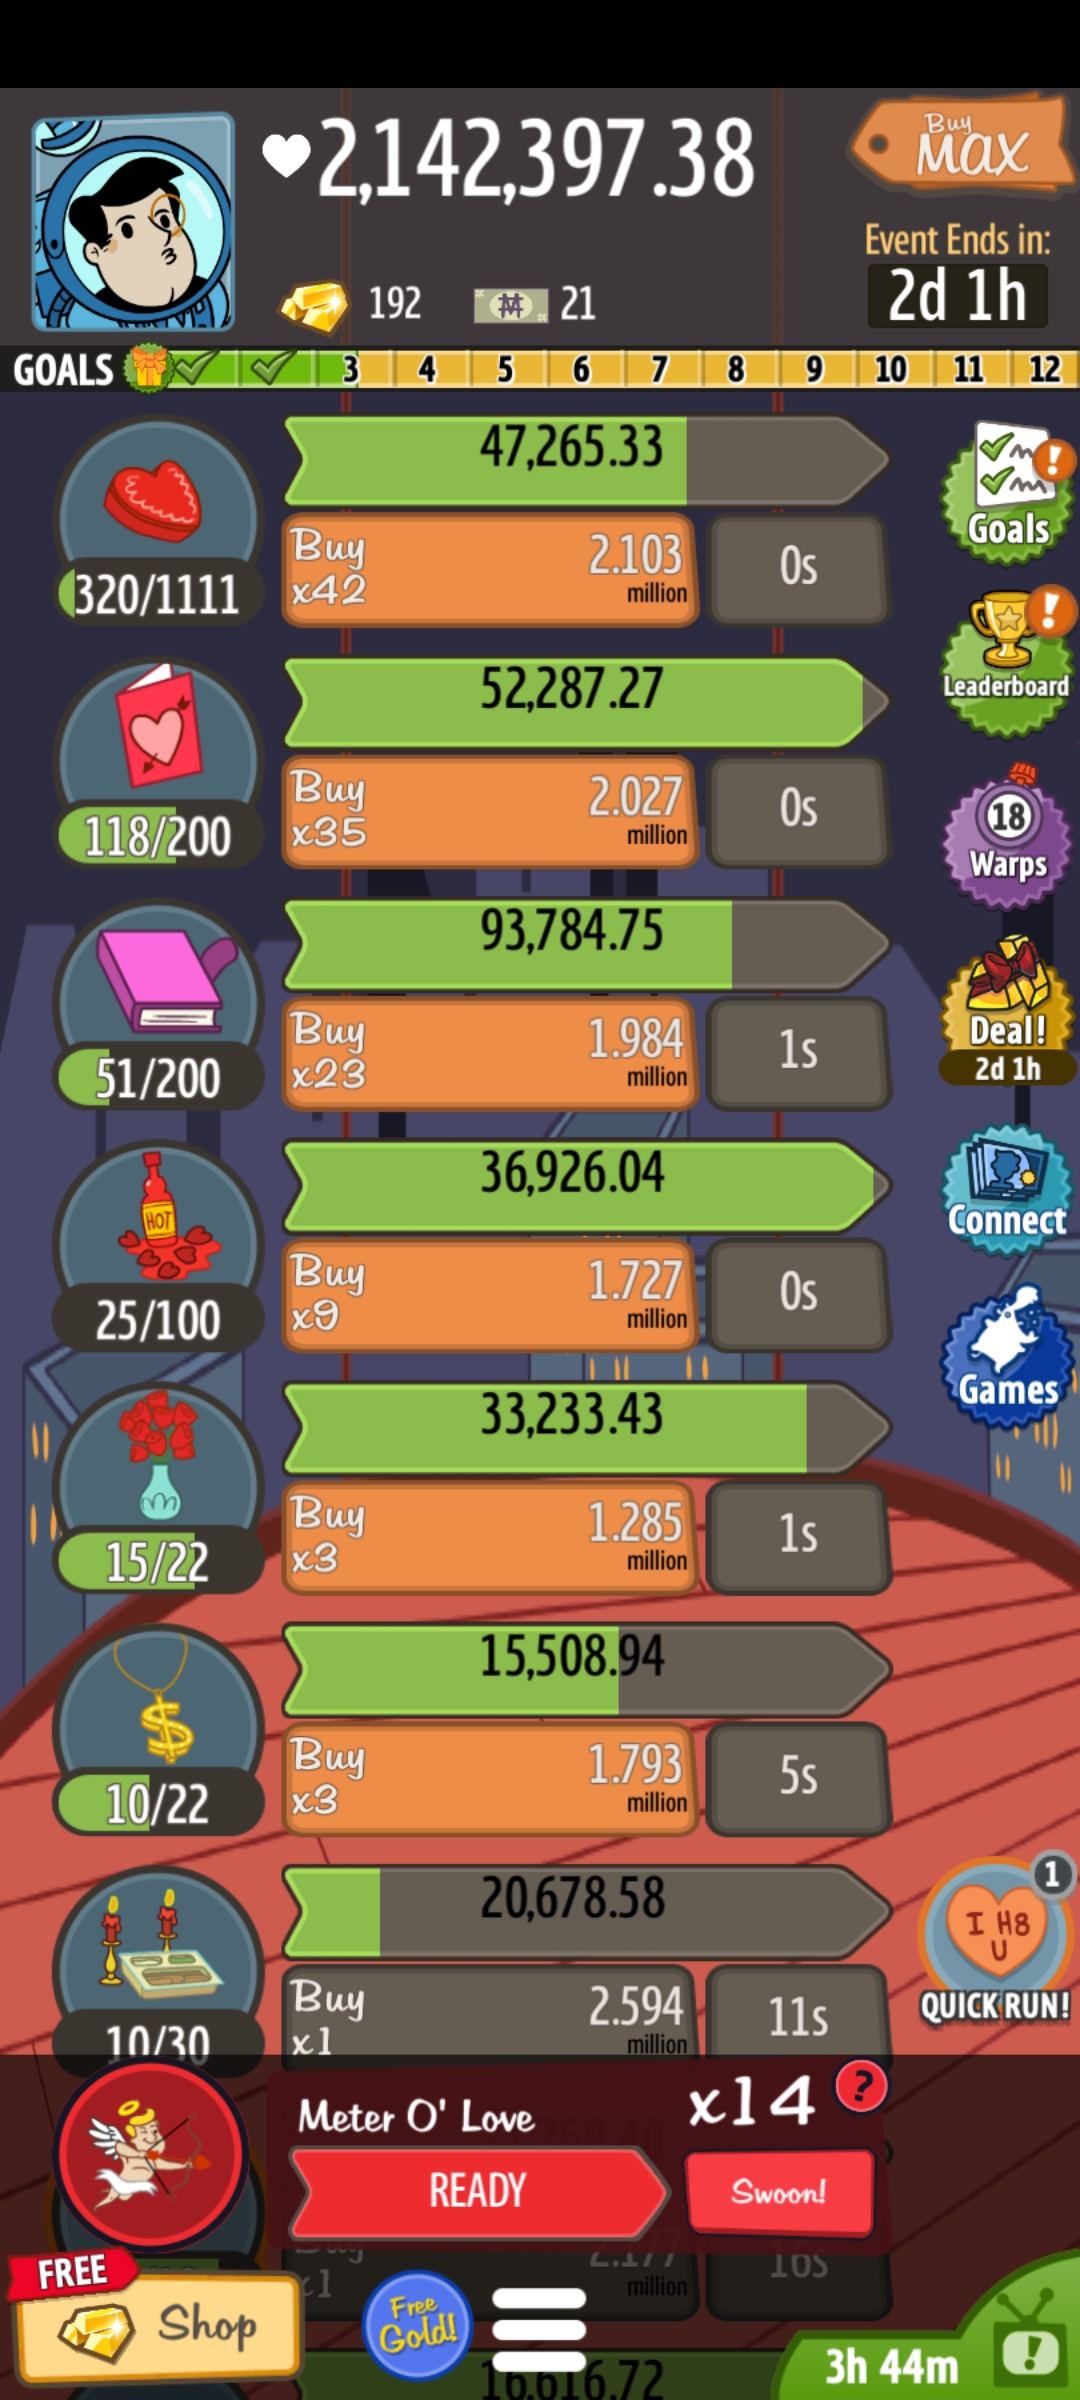 2,142,397.38
Buy
MAX
Event Ends in:
2d 1h
192
21
GOALS 3 4 5 6 7 8 9 10 11 12
47,265.33
Buy
x42
2.103
million
0s
320/1111
Goals
52,287.27
Buy
x35
2.027
million
0s
118/200
Leaderboard
18
Warps
93,784.75
Buy
x23
1.984
million
1s
51/200
Deal!
2d 1h
HOT
36,926.04
Buy
x9
1.727
million
0s
25/100
Connect
Games
33,233.43
Buy
x3
1.285
million
1s
15/22
$
15,508.94
Buy
x3
1.793
million
5s
10/22
20,678.58
Buy
x1
2.594
million
11s
10/30
1
I H8
U
QUICK RUN!
Meter O' Love
x14
?
READY
Swoon!
x1
2.177
million
16s
FREE
Shop
Free
Gold!
16,616.72
3h 44m